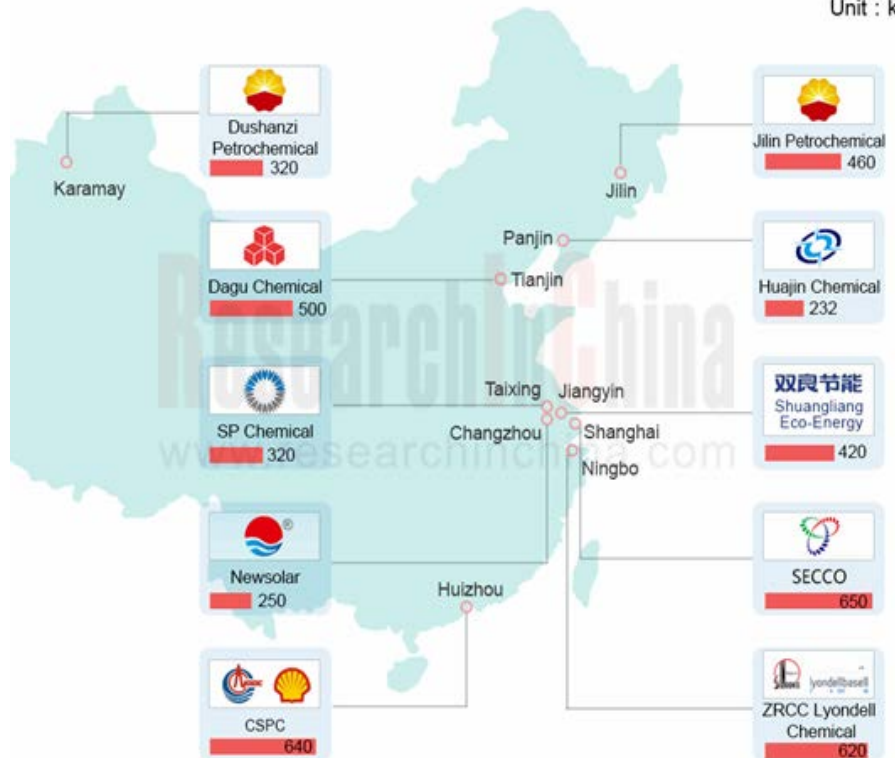 Unit : k
Dushanzi
Petrochemical
320
Karamay
Jilin Petrochemical
460
Jilin
Panjin
Tianjin
Dagu Chemical
500
Huajin Chemical
232
ResearchInChina
www.researchinchina.com
SP Chemical
320
Taixing
Jiangyin
Changzhou
Shanghai
Ningbo
双良节能
Shuangliang
Eco-Energy
420
Newsolar
250
®
Huizhou
SECCO
650
CSPC
640
lyondellbasell
ZRCC Lyondell
Chemical
620